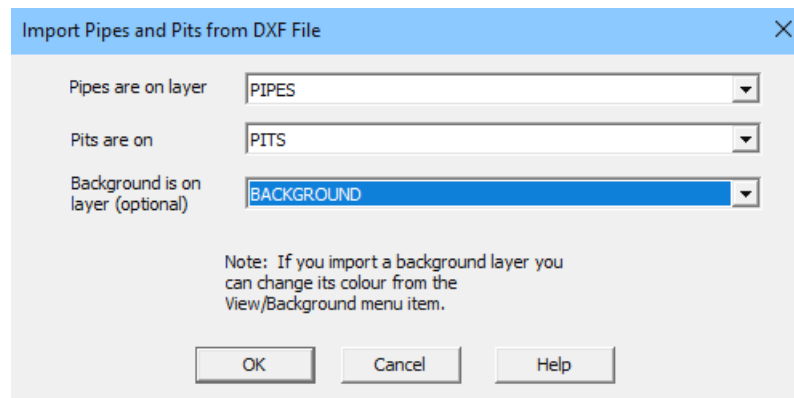 Import Pipes and Pits from DXF File
Pipes are on layer
PIPES
Pits are on
PITS
Background is on
layer (optional)
BACKGROUND
Note: If you import a background layer you
can change its colour from the
View/Background menu item.
OK
Cancel
Help